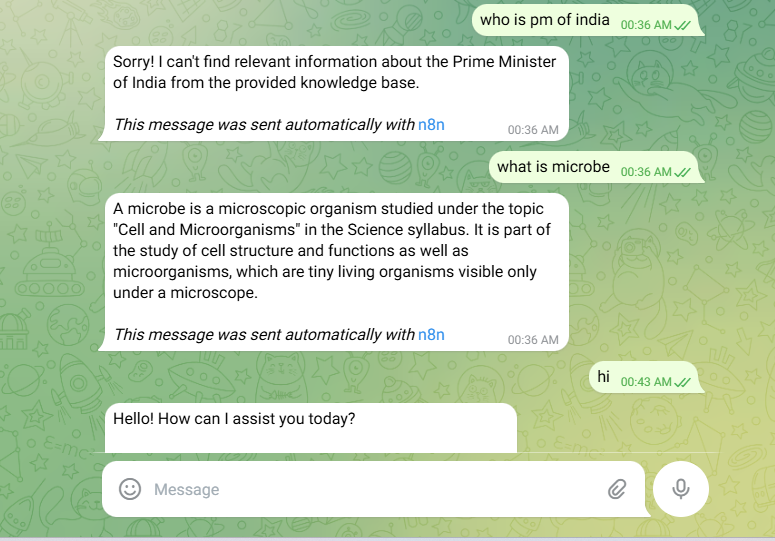 who is pm of india 00:36 AM
Sorry! I can't find relevant information about the Prime Minister
of India from the provided knowledge base.
This message was sent automatically with n8n
00:36 AM
what is microbe 00:36 AM
A microbe is a microscopic organism studied under the topic
"Cell and Microorganisms" in the Science syllabus. It is part of
the study of cell structure and functions as well as
microorganisms, which are tiny living organisms visible only
under a microscope.
This message was sent automatically with n8n
00:36 AM
hi 00:43 AM
Hello! How can I assist you today?
Message